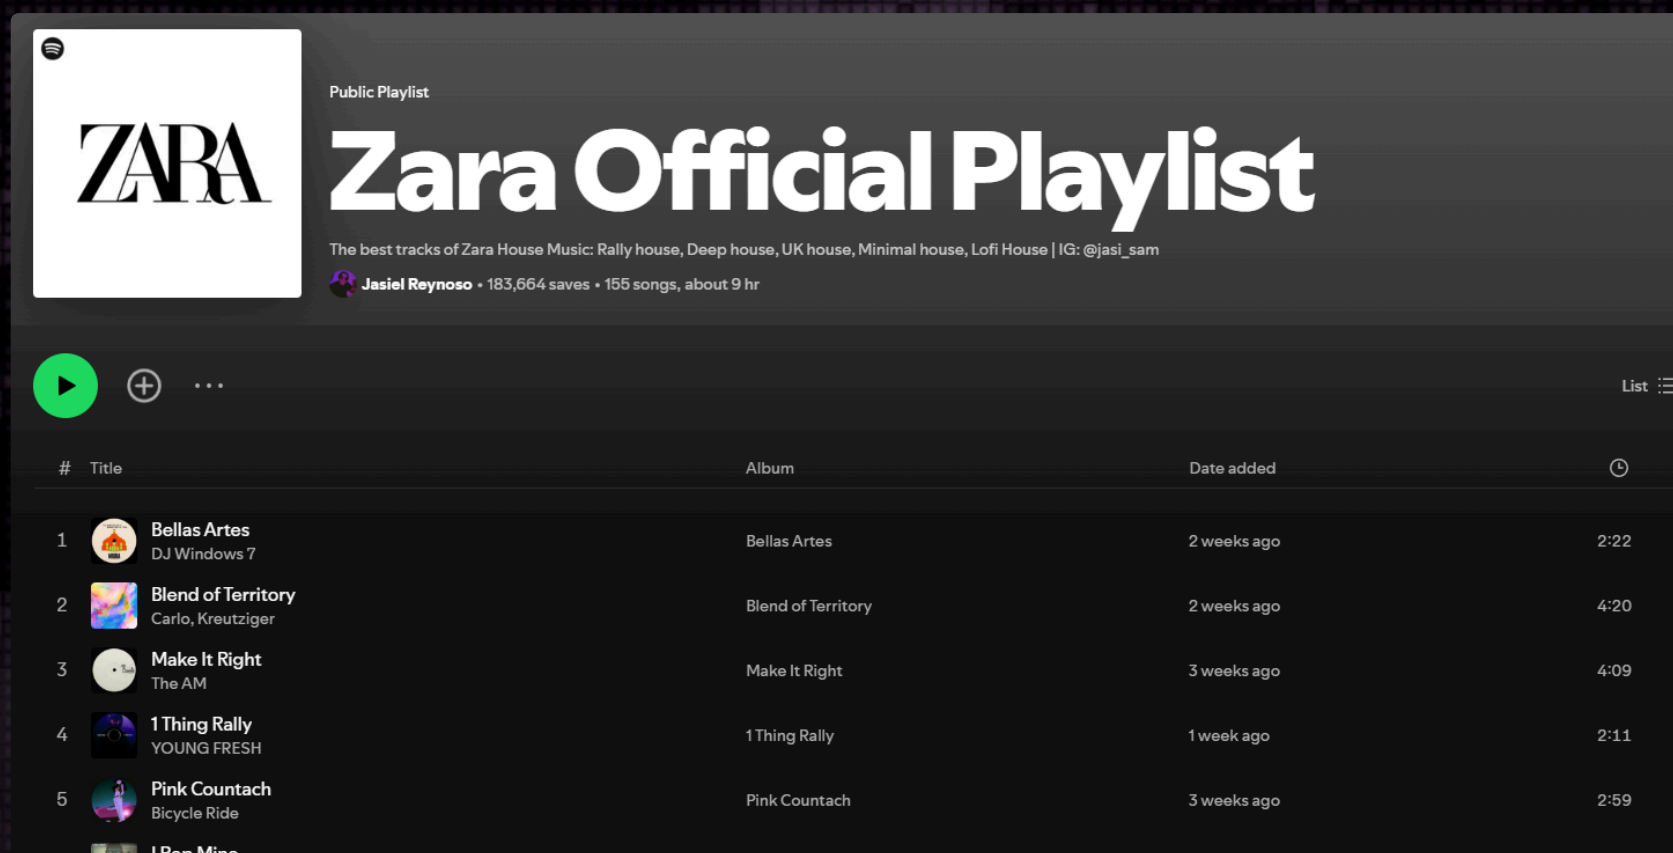 ZARA
Public Playlist
Zara Official Playlist
The best tracks of Zara House Music: Rally house, Deep house, UK house, Minimal house, Lofi House | IG: @jasi_sam
Jasiel Reynoso • 183,664 saves • 155 songs, about 9 hr
List
# Title Album Date added
1 Bellas Artes Bellas Artes 2 weeks ago 2:22
DJ Windows 7
2 Blend of Territory Blend of Territory 2 weeks ago 4:20
Carlo, Kreutziger
3 Make It Right Make It Right 3 weeks ago 4:09
The AM
4 1 Thing Rally 1 Thing Rally 1 week ago 2:11
YOUNG FRESH
5 Pink Countach Pink Countach 3 weeks ago 2:59
Bicycle Ride